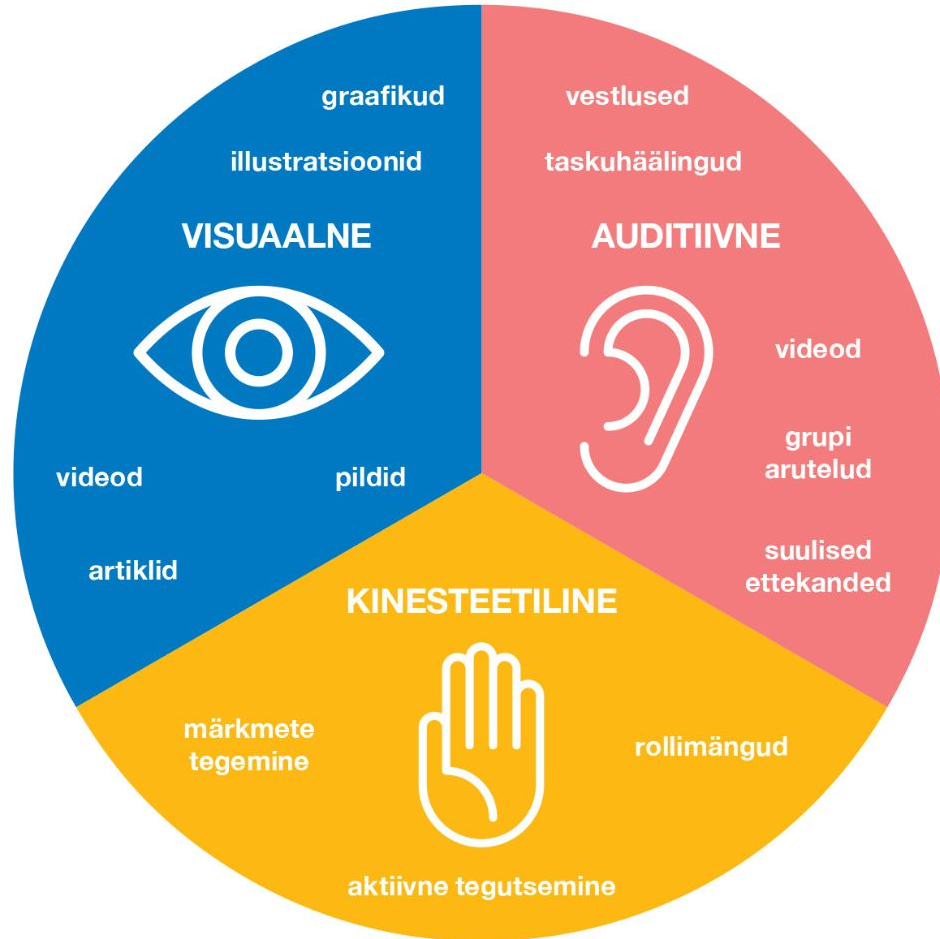 graafikud
illustratsioonid
VISUAALNE
videod
pildid
artiklid
vestlused
taskuhäälingud
AUDITIIVNE
videod
grupi
arutelud
suulised
ettekanded
KINESTEETILINE
märkmete
tegemine
rollimängud
aktiivne tegutsemine